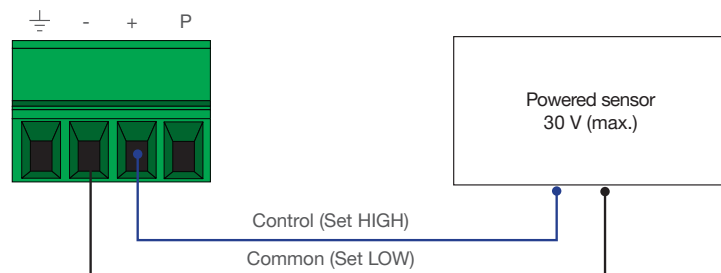 - + P
Powered sensor
30 V (max.)
Control (Set HIGH)
Common (Set LOW)